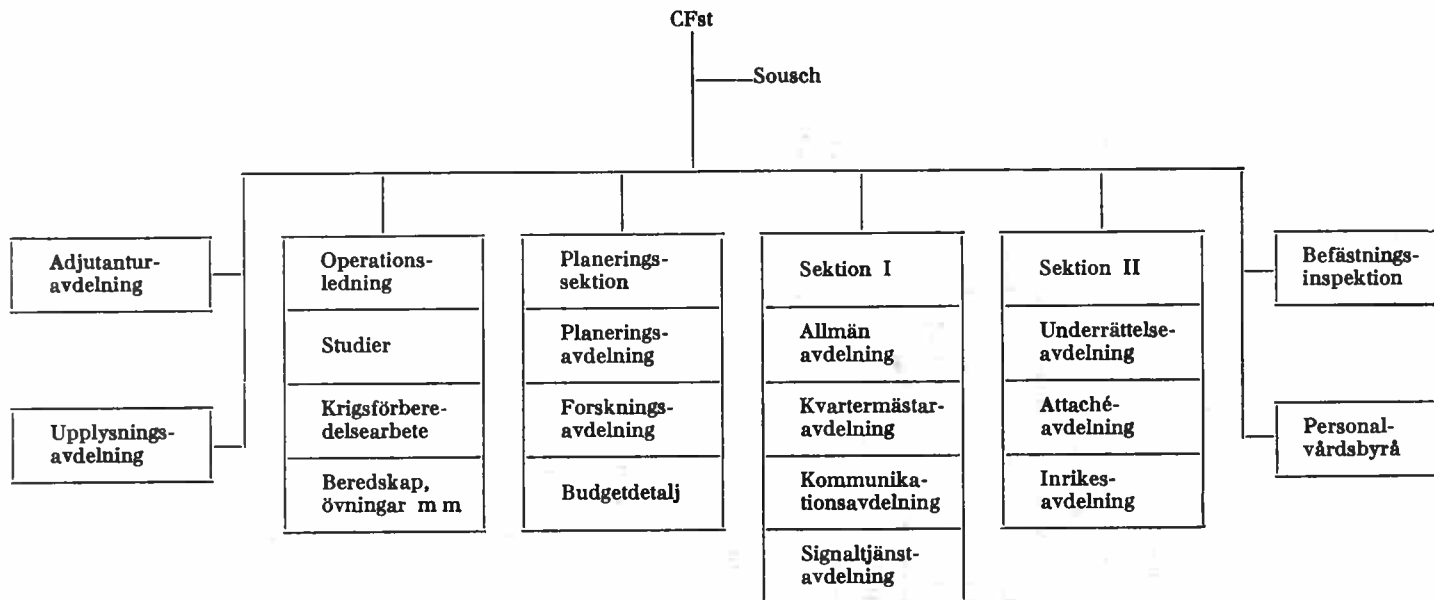 CFst
Sousch
Adjutantur-
avdelning
Upplysnings-
avdelning
Operations-
ledning
Studier
Krigsförbere-
delsearbete
Beredskap,
övningar m m
Planerings-
sektion
Planerings-
avdelning
Forsknings-
avdelning
Budgetdetalj
Sektion I
Allmän
avdelning
Kvartermästar-
avdelning
Kommunika-
tionsavdelning
Signaltjänst-
avdelning
Sektion II
Underrättelse-
avdelning
Attaché-
avdelning
Inrikes-
avdelning
Befästnings-
inspektion
Personal-
vårdsbyrå